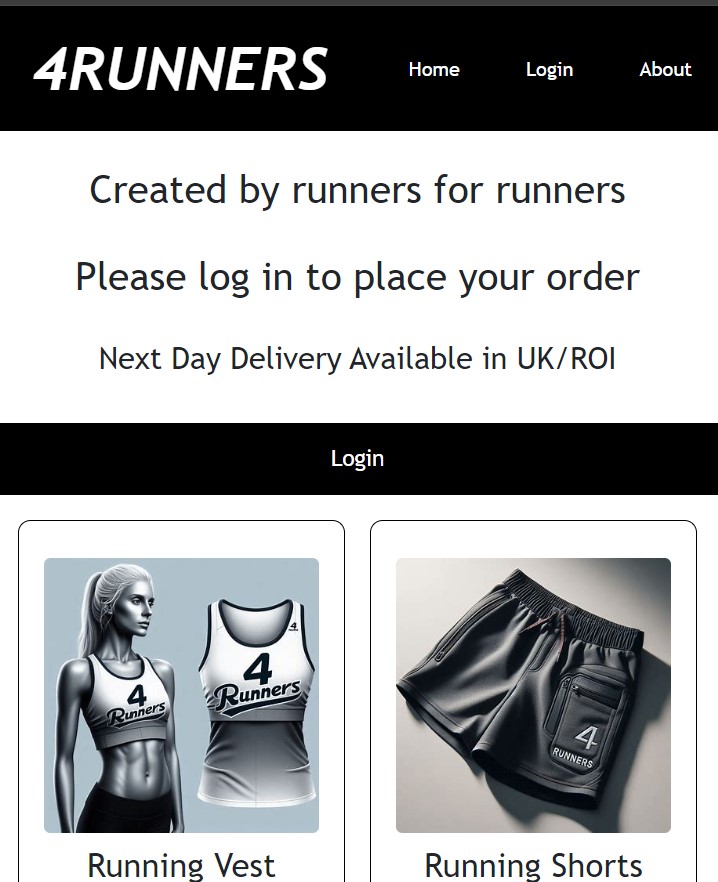 4RUNNERS
Home Login About
Created by runners for runners
Please log in to place your order
Next Day Delivery Available in UK/ROI
Login
4
Runners
4
4
Runners
4
RUNNERS
Running Vest
Running Shorts